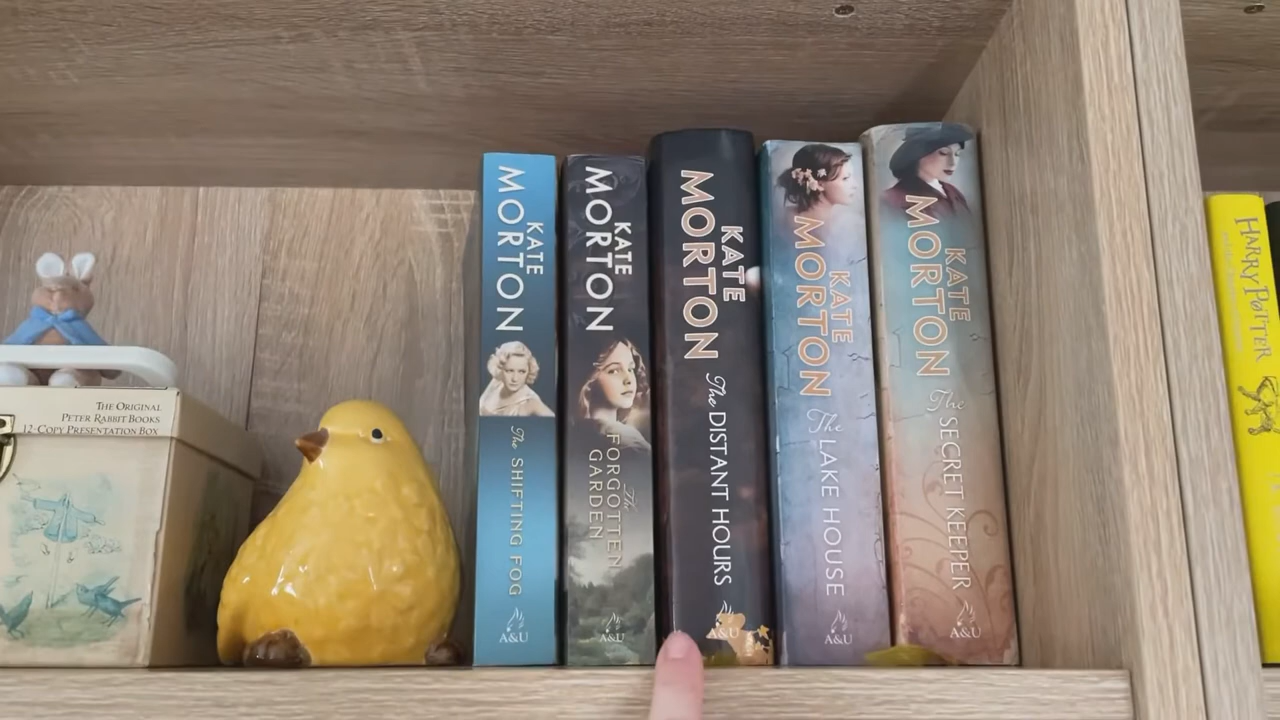 THE ORIGINAL
PETER RABBIT BOOKS
12-COPY PRESENTATION BOX
KATE
MORTON
The SHIFTING FOG
A&U
KATE
MORTON
The
FORGOTTEN
GARDEN
A&U
KATE
MORTON
The DISTANT HOURS
A&U
KATE
MORTON
The LAKE HOUSE
A&U
KATE
MORTON
The SECRET KEEPER
A&U
HARRY POTTER